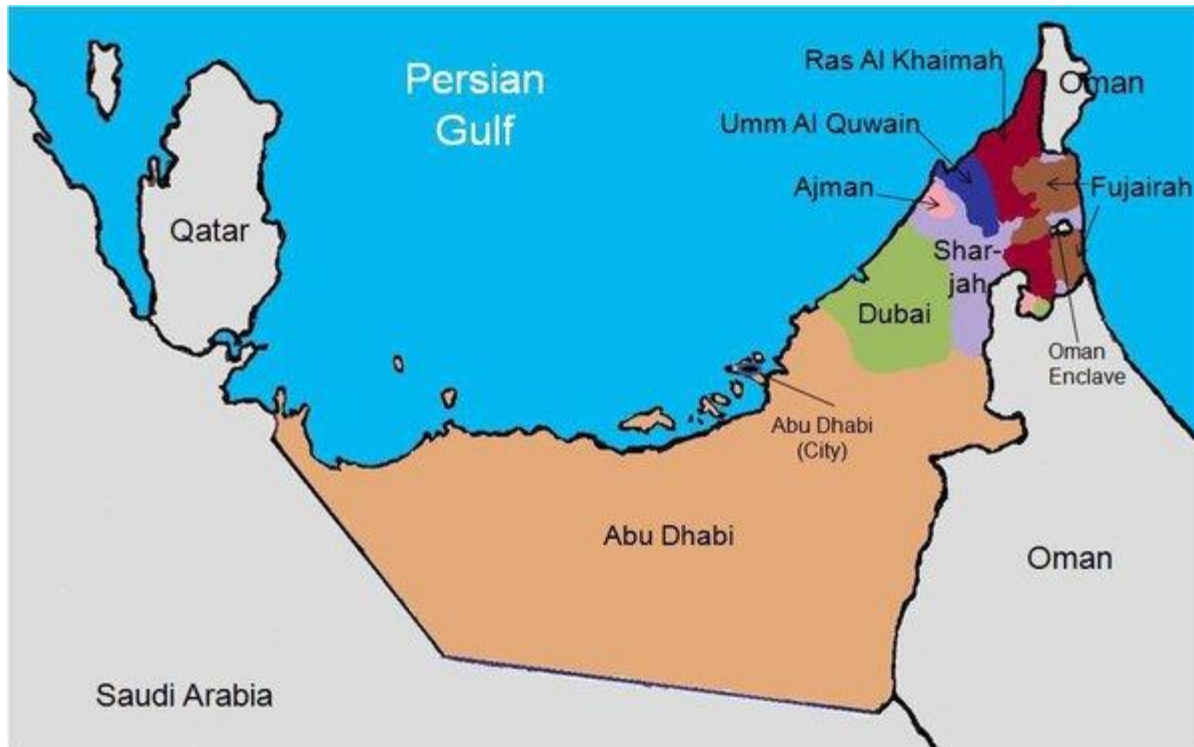 Persian
Gulf
Ras Al Khaimah
Oman
Umm Al Quwain
Ajman
Fujairah
Qatar
Shar-
jah
Dubai
Oman
Enclave
Abu Dhabi
(City)
Abu Dhabi
Oman
Saudi Arabia